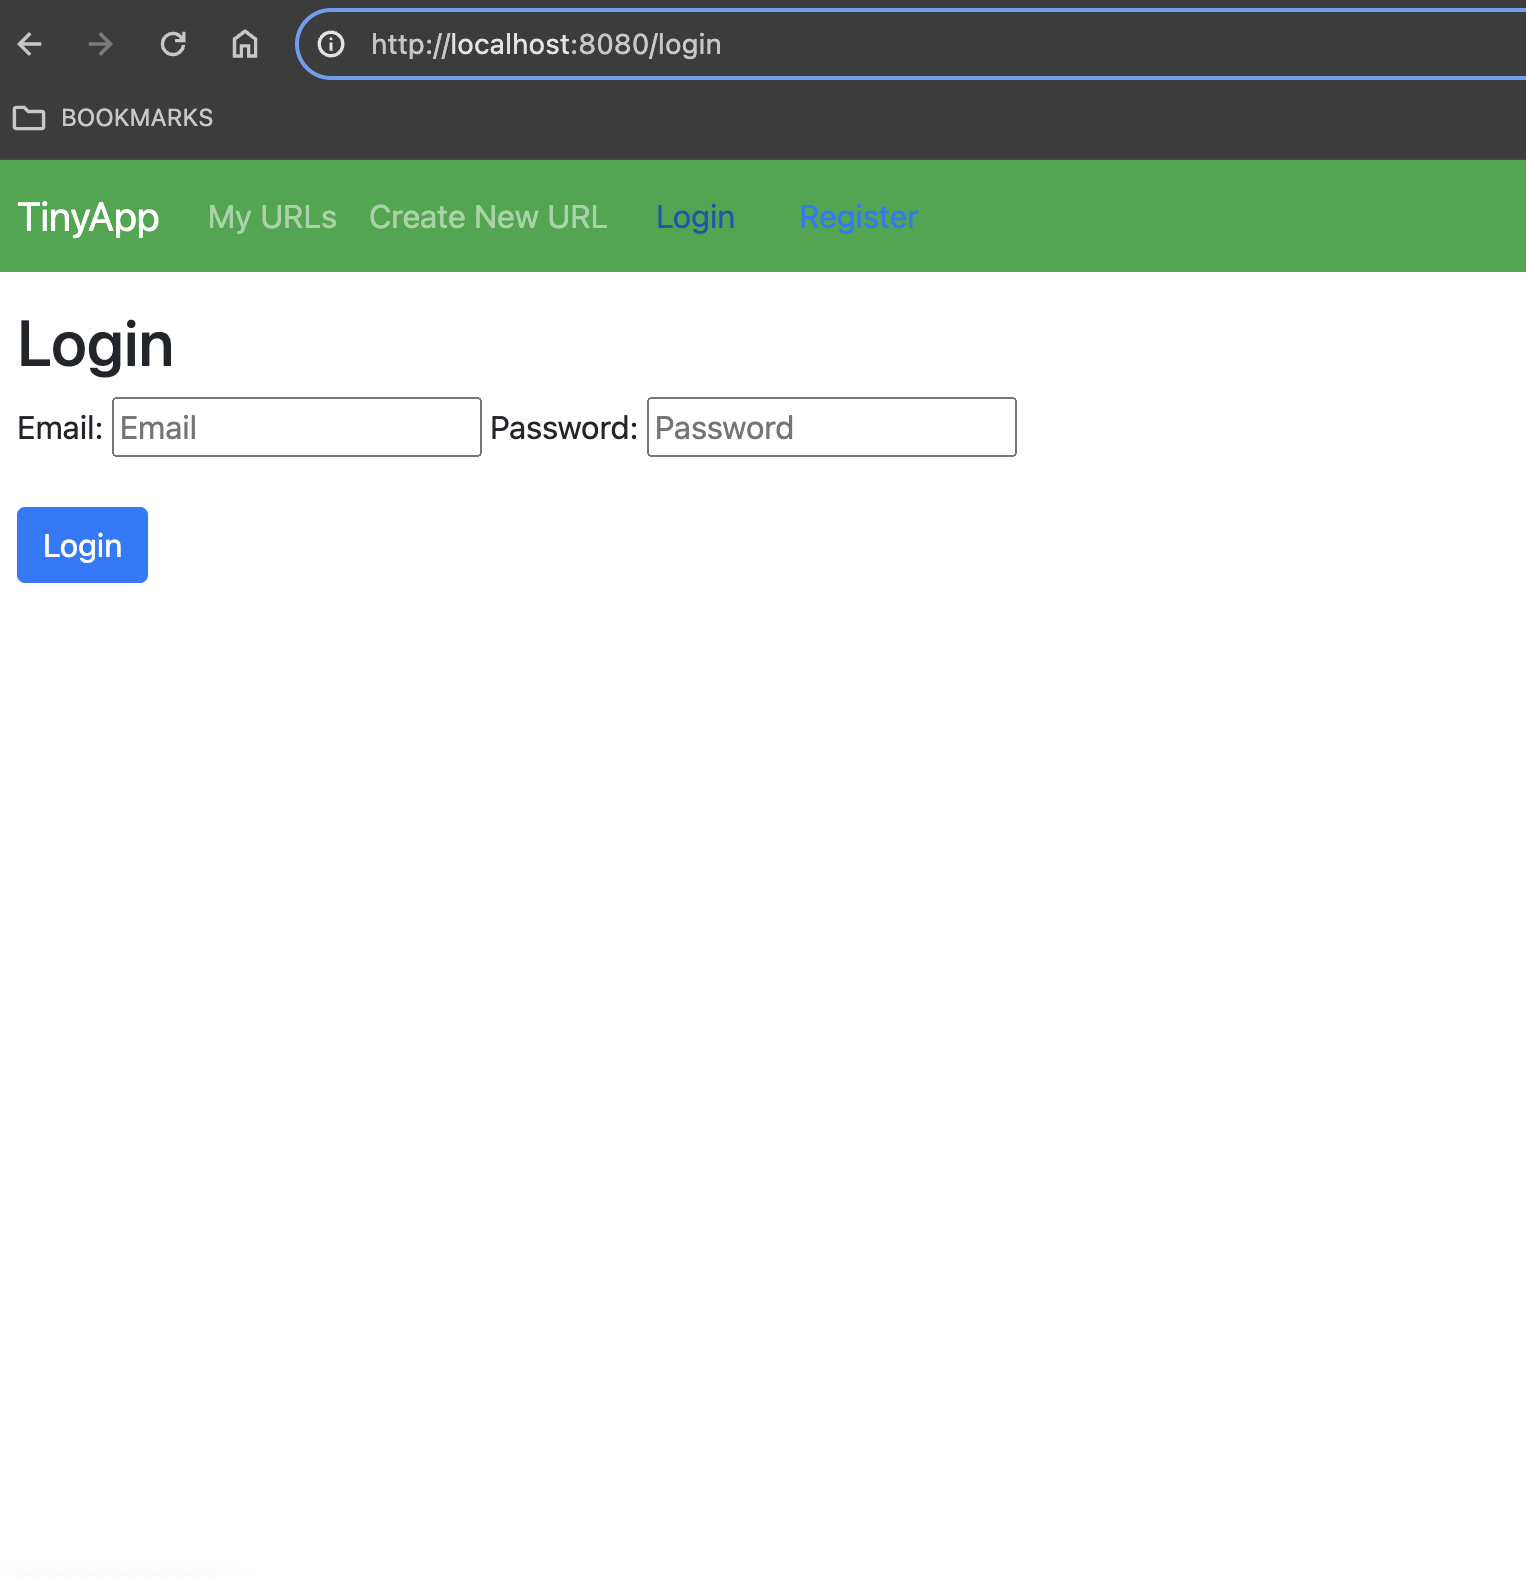 http://localhost:8080/login
BOOKMARKS
TinyApp My URLs Create New URL Login Register
Login
Email: Email Password: Password
Login